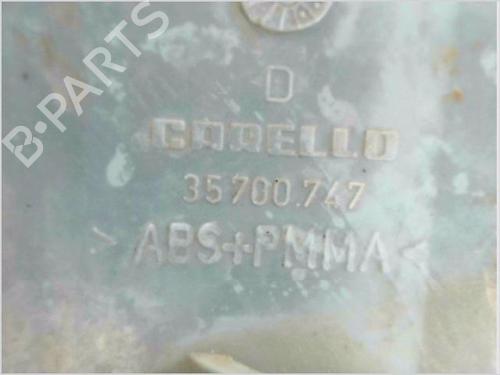 B-PARTS
D
CARELLO
35700.747
> ABS+PMMA <